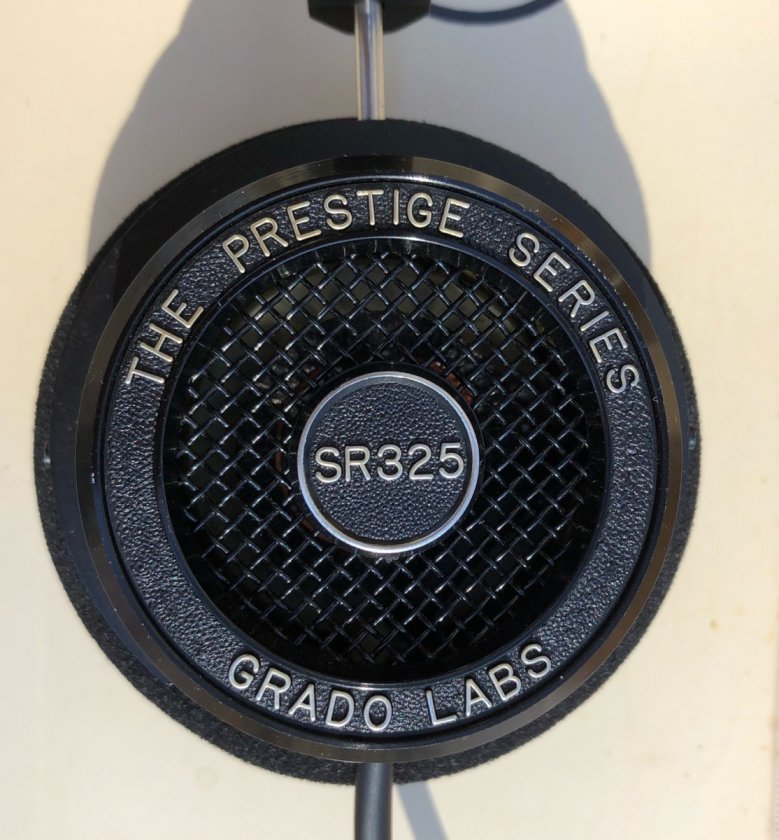 THE PRESTIGE SERIES
SR325
GRADO LABS